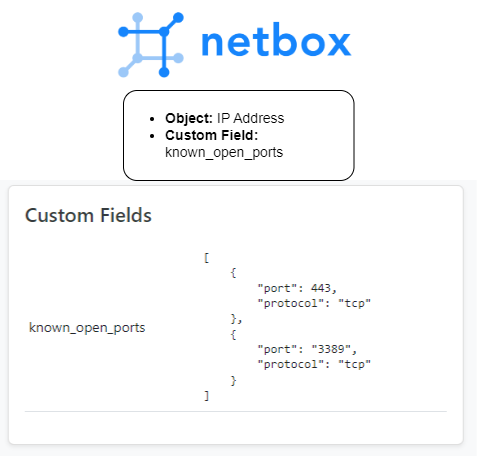 netbox
• Object: IP Address
• Custom Field:
known_open_ports
Custom Fields
known_open_ports
[
    {
        "port": 443,
        "protocol": "tcp"
    },
    {
        "port": "3389",
        "protocol": "tcp"
    }
]